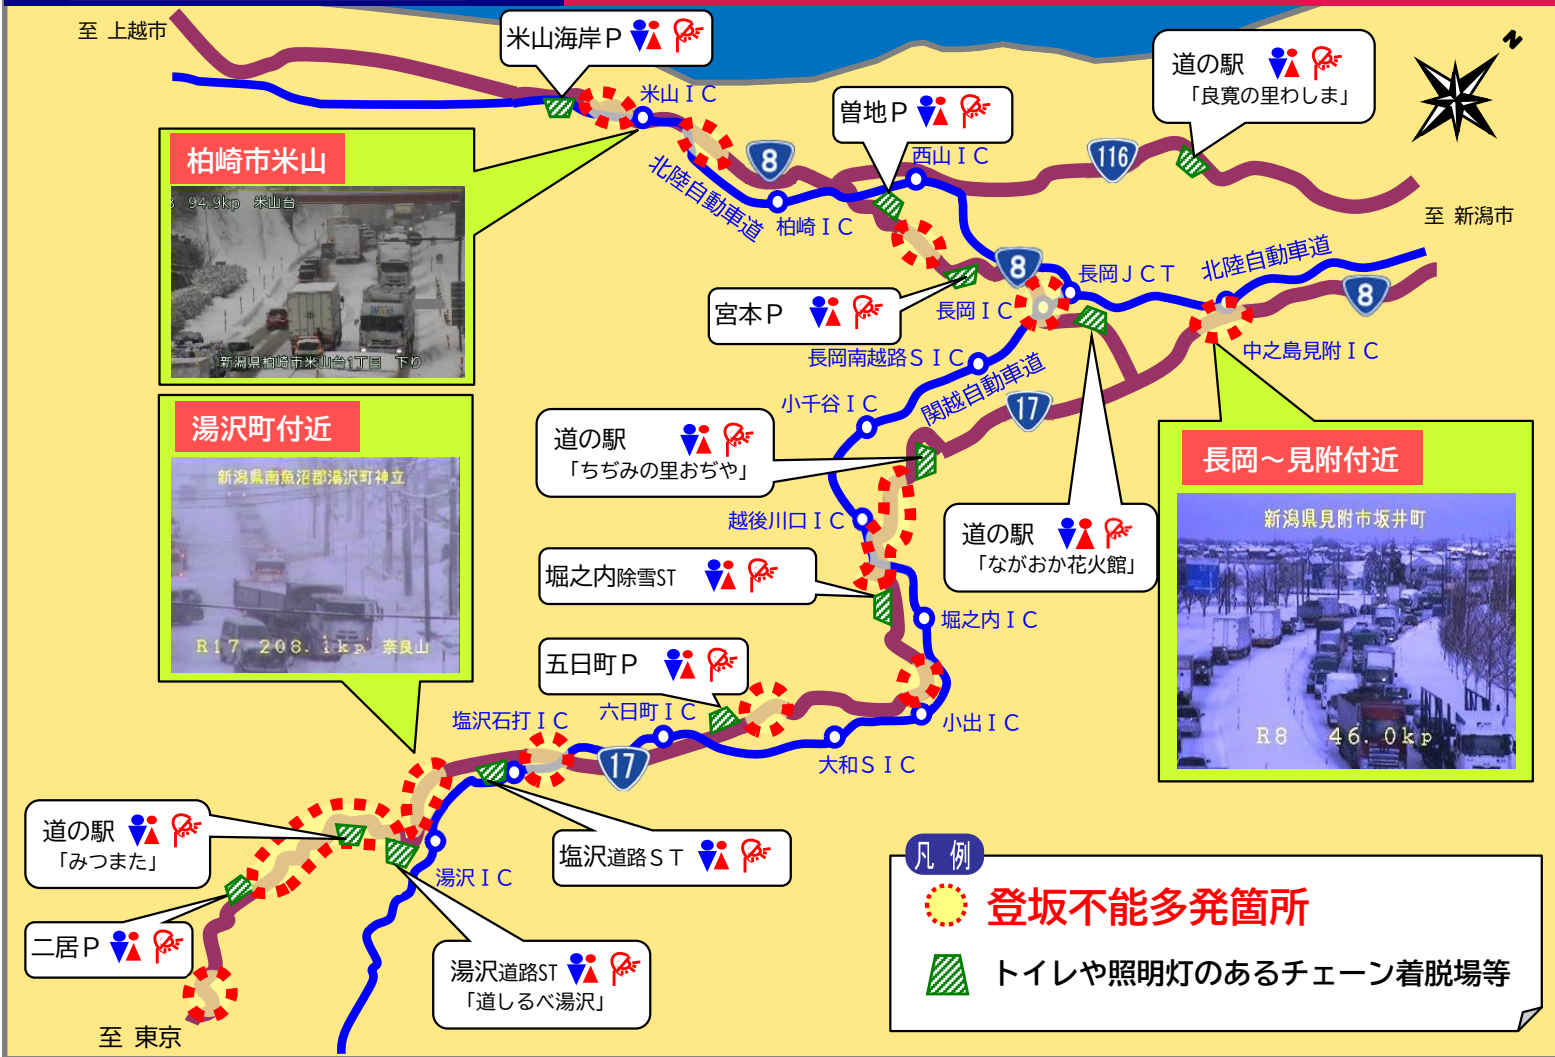 至 上越市
米山海岸Ｐ
米山ＩＣ
道の駅
「良寛の里わしま」
N
曽地Ｐ
西山ＩＣ
116
8
北陸自動車道
柏崎ＩＣ
至 新潟市
柏崎市米山
94.9kp 米山台
新潟県柏崎市米山台1丁目 下り
8
長岡ＪＣＴ
北陸自動車道
8
宮本Ｐ
長岡ＩＣ
長岡南越路ＳＩＣ
中之島見附ＩＣ
関越自動車道
小千谷ＩＣ
17
湯沢町付近
新潟県南魚沼郡湯沢町神立
R17 208.1kp 奈良山
道の駅
「ちぢみの里おぢや」
越後川口ＩＣ
道の駅
「ながおか花火館」
長岡～見附付近
新潟県見附市坂井町
R8 46.0kp
堀之内除雪ST
堀之内ＩＣ
五日町Ｐ
六日町ＩＣ
塩沢石打ＩＣ
小出ＩＣ
大和ＳＩＣ
17
道の駅
「みつまた」
塩沢道路ＳＴ
湯沢ＩＣ
二居Ｐ
湯沢道路ST
「道しるべ湯沢」
至 東京
凡 例
登坂不能多発箇所
トイレや照明灯のあるチェーン着脱場等